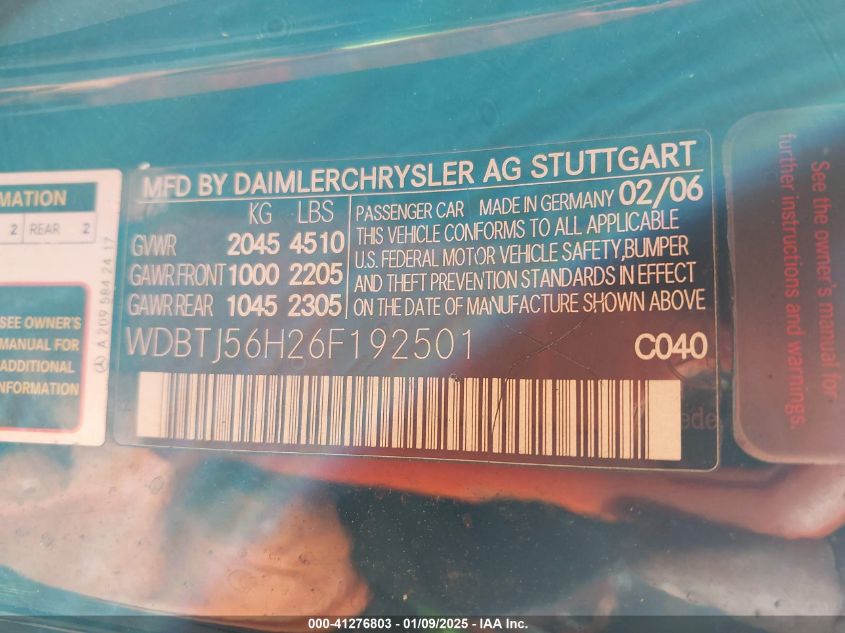 MFD BY DAIMLERCHRYSLER AG STUTTGART
KG LBS
GVWR 2045 4510
GAWR FRONT 1000 2205
GAWR REAR 1045 2305
PASSENGER CAR MADE IN GERMANY 02/06
THIS VEHICLE CONFORMS TO ALL APPLICABLE
U.S. FEDERAL MOTOR VEHICLE SAFETY, BUMPER
AND THEFT PREVENTION STANDARDS IN EFFECT
ON THE DATE OF MANUFACTURE SHOWN ABOVE
WDBTJ56H26F192501 C040
MATION
2 REAR 2
SEE OWNER'S
MANUAL FOR
ADDITIONAL
INFORMATION
A 209 584 24 17
* See the owner's manual for
further instructions and warnings.
000-41276803 - 01/09/2025 - IAA Inc.